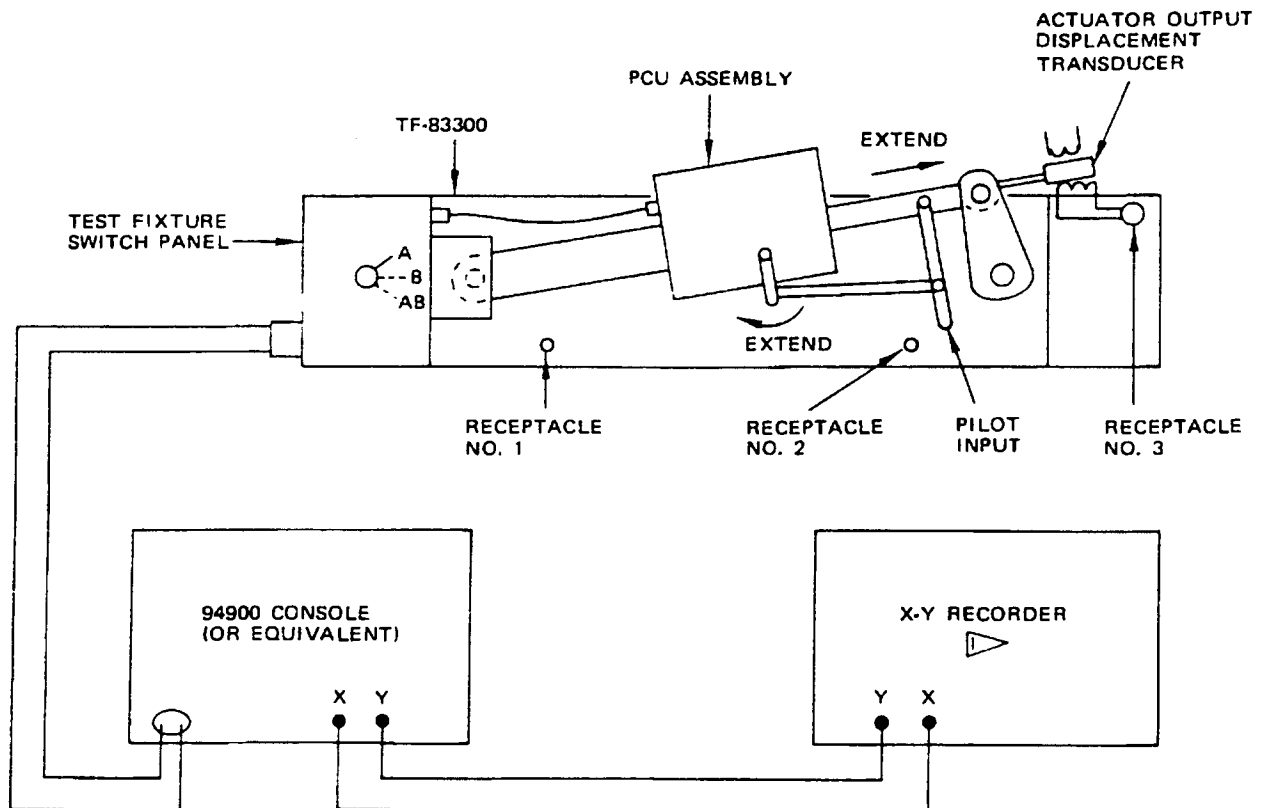 ACTUATOR OUTPUT
DISPLACEMENT
TRANSDUCER
PCU ASSEMBLY
TF-83300
EXTEND
TEST FIXTURE
SWITCH PANEL
A
B
AB
EXTEND
RECEPTACLE
NO. 1
RECEPTACLE
NO. 2
PILOT
INPUT
RECEPTACLE
NO. 3
94900 CONSOLE
(OR EQUIVALENT)
X Y
X-Y RECORDER
1
Y X